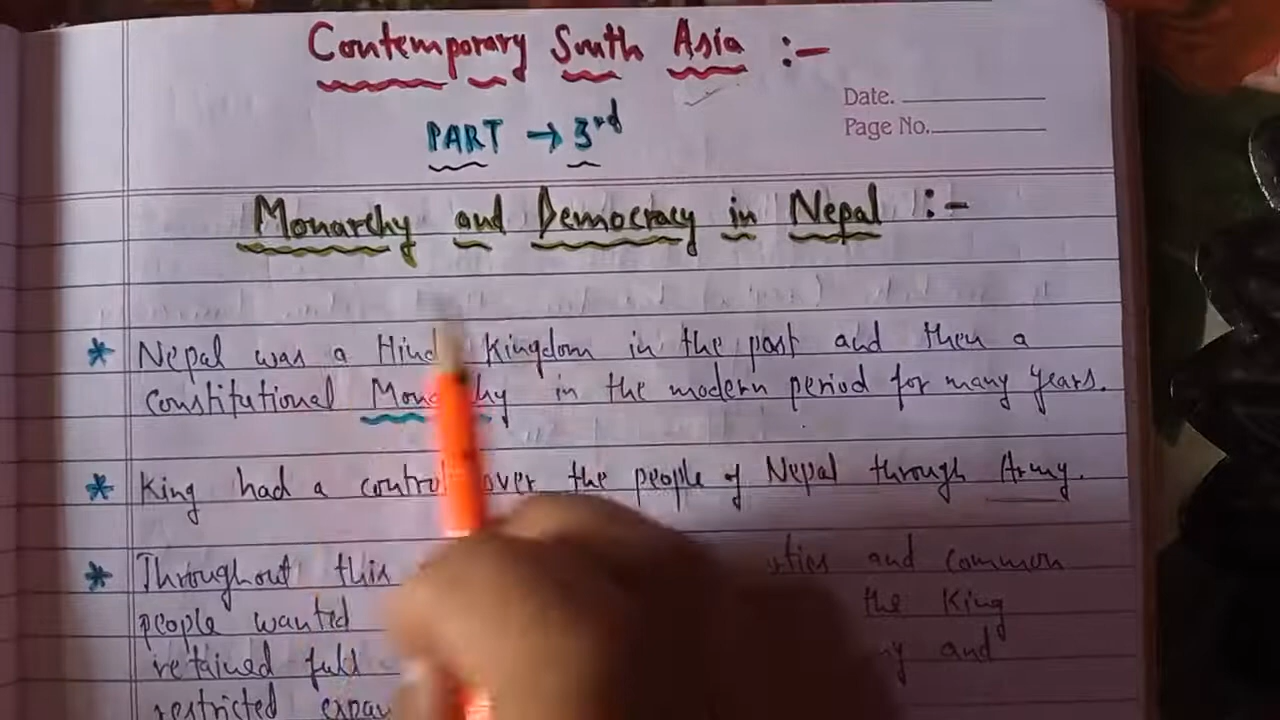 Contemporary South Asia :-
Date.
PART → 3rd
Page No.
Monarchy and Democracy in Nepal :-
* Nepal was a Hindu Kingdom in the past and then a
constitutional Monarchy in the modern period for many years.
* King had a control over the people of Nepal through Army.
* Throughout this and common
people wanted the King
retained full and
restricted